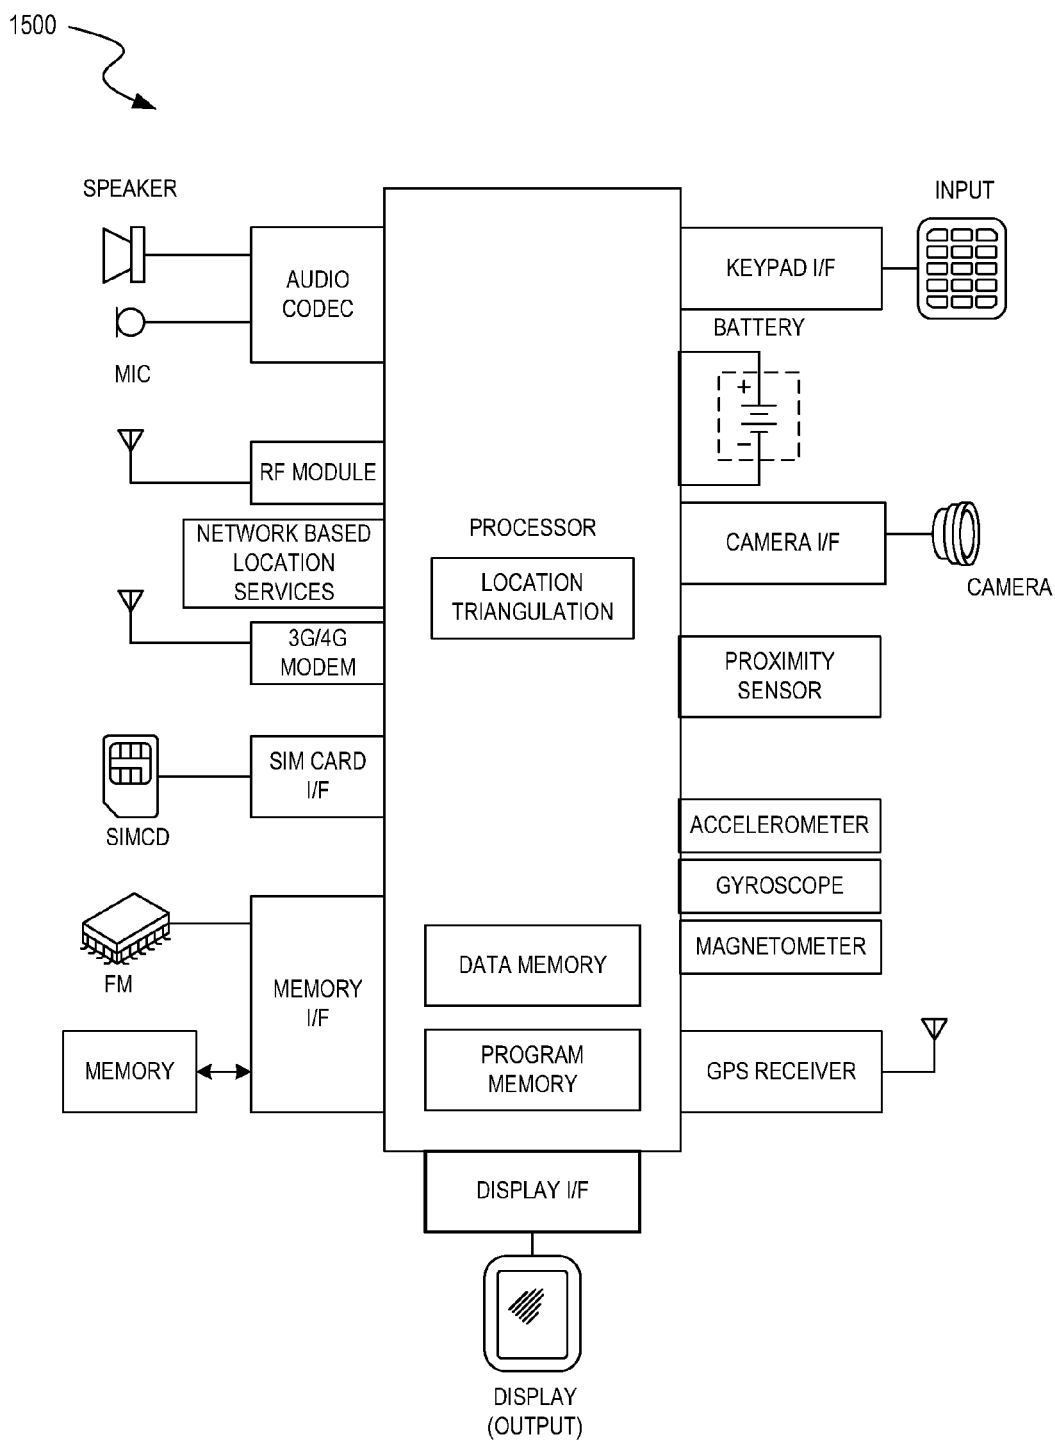 1500
SPEAKER
INPUT
AUDIO
CODEC
KEYPAD I/F
MIC
BATTERY
+
−
RF MODULE
NETWORK BASED
LOCATION
SERVICES
PROCESSOR
LOCATION
TRIANGULATION
CAMERA I/F
CAMERA
3G/4G
MODEM
PROXIMITY
SENSOR
SIM CARD
I/F
SIMCD
ACCELEROMETER
GYROSCOPE
MAGNETOMETER
FM
MEMORY
I/F
DATA MEMORY
MEMORY
PROGRAM
MEMORY
GPS RECEIVER
DISPLAY I/F
DISPLAY
(OUTPUT)